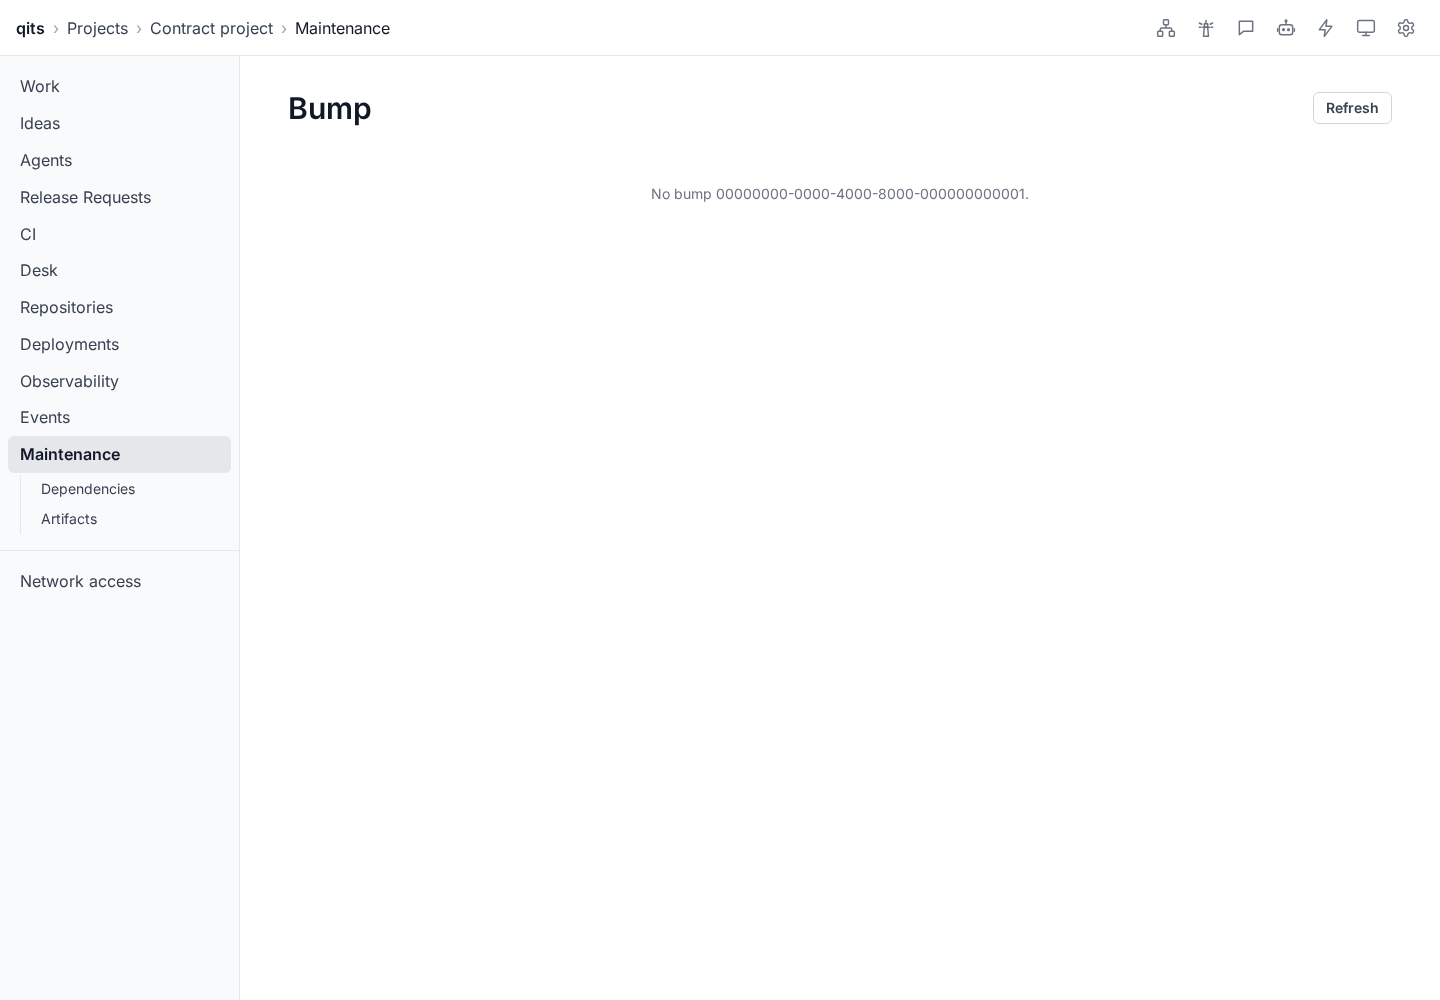 qits › Projects › Contract project › Maintenance
Work
Ideas
Agents
Release Requests
CI
Desk
Repositories
Deployments
Observability
Events
Maintenance
Dependencies
Artifacts
Network access
Bump
Refresh
No bump 00000000-0000-4000-8000-000000000001.